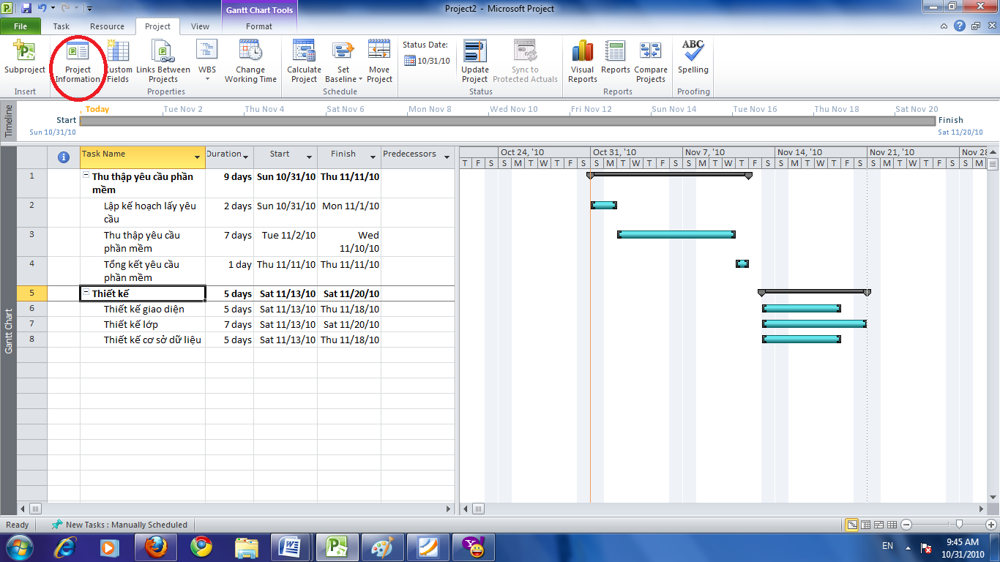 Gantt Chart Tools
Project2 - Microsoft Project
File Task Resource Project View Format
Subproject
Project Information
Custom Fields
Links Between Projects
WBS
Change Working Time
Calculate Project
Set Baseline
Move Project
Status Date:
10/31/10
Update Project
Sync to Protected Actuals
Visual Reports
Reports
Compare Projects
ABC
Spelling
Insert Properties Schedule Status Reports Proofing
Timeline
Today Tue Nov 2 Thu Nov 4 Sat Nov 6 Mon Nov 8 Wed Nov 10 Fri Nov 12 Sun Nov 14 Tue Nov 16 Thu Nov 18 Sat Nov 20
Start Finish
Sun 10/31/10 Sat 11/20/10
Gantt Chart
Task Name Duration Start Finish Predecessors
Oct 24, '10 Oct 31, '10 Nov 7, '10 Nov 14, '10 Nov 21, '10 Nov 28
T F S S M T W T F S S M T W T F S S M T W T F S S M T W T F S S M T W T F S S M
1 Thu thập yêu cầu phần 9 days Sun 10/31/10 Thu 11/11/10
mềm
2 Lập kế hoạch lấy yêu 2 days Sun 10/31/10 Mon 11/1/10
cầu
3 Thu thập yêu cầu 7 days Tue 11/2/10 Wed
phần mềm 11/10/10
4 Tổng kết yêu cầu 1 day Thu 11/11/10 Thu 11/11/10
phần mềm
5 Thiết kế 5 days Sat 11/13/10 Sat 11/20/10
6 Thiết kế giao diện 5 days Sat 11/13/10 Thu 11/18/10
7 Thiết kế lớp 7 days Sat 11/13/10 Sat 11/20/10
8 Thiết kế cơ sở dữ liệu 5 days Sat 11/13/10 Thu 11/18/10
Ready New Tasks : Manually Scheduled
EN
9:45 AM
10/31/2010